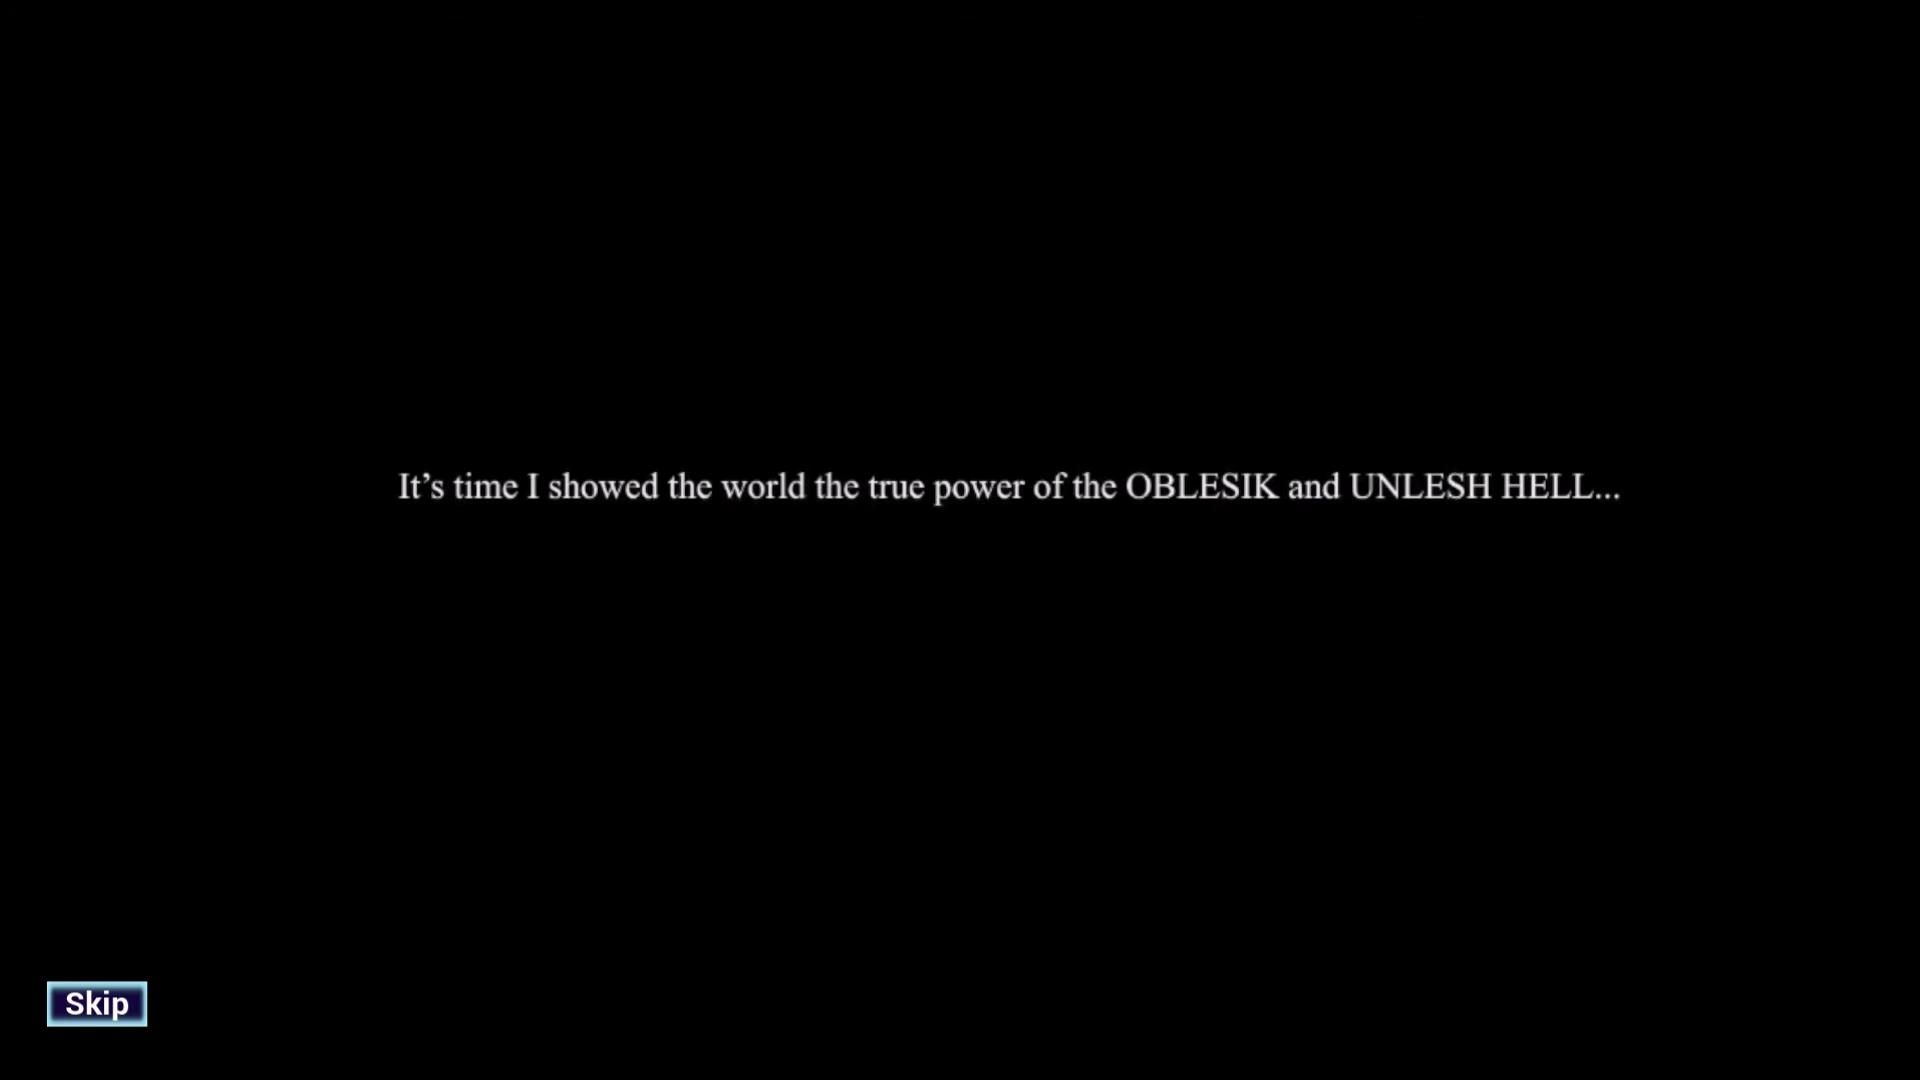 It’s time I showed the world the true power of the OBLESIK and UNLESH HELL...
Skip